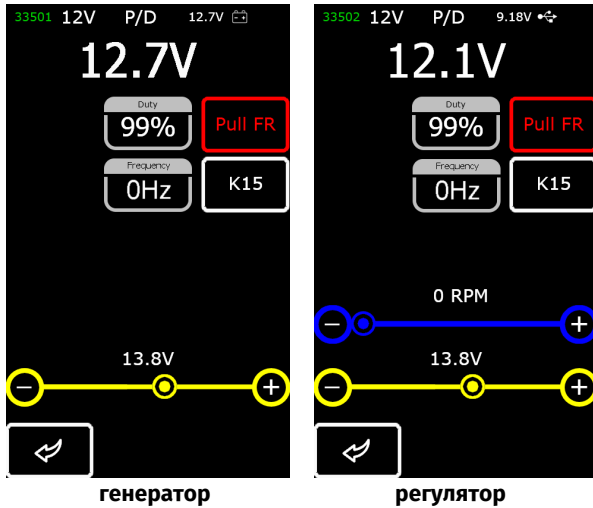 33501 12V P/D 12.7V
12.7V
Duty
99%
Pull FR
Frequency
0Hz
K15
13.8V
генератор
33502 12V P/D 9.18V
12.1V
Duty
99%
Pull FR
Frequency
0Hz
K15
0 RPM
13.8V
регулятор